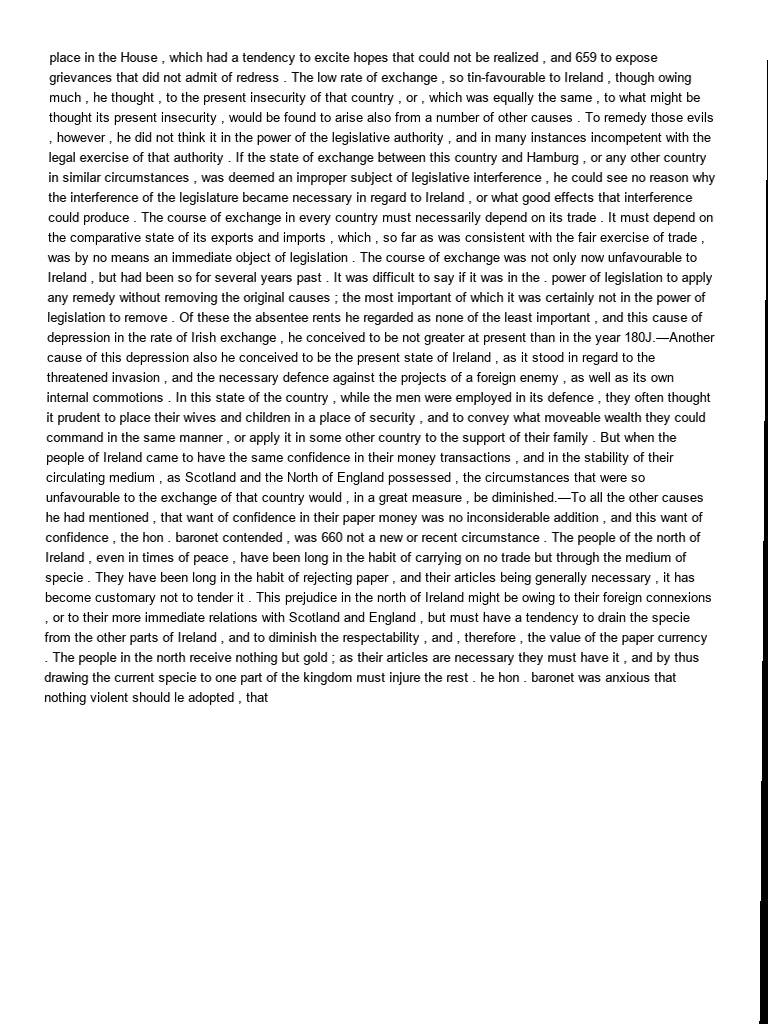 place in the House , which had a tendency to excite hopes that could not be realized , and 659 to expose
grievances that did not admit of redress . The low rate of exchange , so tin-favourable to Ireland , though owing
much , he thought , to the present insecurity of that country , or , which was equally the same , to what might be
thought its present insecurity , would be found to arise also from a number of other causes . To remedy those evils
, however , he did not think it in the power of the legislative authority , and in many instances incompetent with the
legal exercise of that authority . If the state of exchange between this country and Hamburg , or any other country
in similar circumstances , was deemed an improper subject of legislative interference , he could see no reason why
the interference of the legislature became necessary in regard to Ireland , or what good effects that interference
could produce . The course of exchange in every country must necessarily depend on its trade . It must depend on
the comparative state of its exports and imports , which , so far as was consistent with the fair exercise of trade ,
was by no means an immediate object of legislation . The course of exchange was not only now unfavourable to
Ireland , but had been so for several years past . It was difficult to say if it was in the . power of legislation to apply
any remedy without removing the original causes ; the most important of which it was certainly not in the power of
legislation to remove . Of these the absentee rents he regarded as none of the least important , and this cause of
depression in the rate of Irish exchange , he conceived to be not greater at present than in the year 180J.—Another
cause of this depression also he conceived to be the present state of Ireland , as it stood in regard to the
threatened invasion , and the necessary defence against the projects of a foreign enemy , as well as its own
internal commotions . In this state of the country , while the men were employed in its defence , they often thought
it prudent to place their wives and children in a place of security , and to convey what moveable wealth they could
command in the same manner , or apply it in some other country to the support of their family . But when the
people of Ireland came to have the same confidence in their money transactions , and in the stability of their
circulating medium , as Scotland and the North of England possessed , the circumstances that were so
unfavourable to the exchange of that country would , in a great measure , be diminished.—To all the other causes
he had mentioned , that want of confidence in their paper money was no inconsiderable addition , and this want of
confidence , the hon . baronet contended , was 660 not a new or recent circumstance . The people of the north of
Ireland , even in times of peace , have been long in the habit of carrying on no trade but through the medium of
specie . They have been long in the habit of rejecting paper , and their articles being generally necessary , it has
become customary not to tender it . This prejudice in the north of Ireland might be owing to their foreign connexions
, or to their more immediate relations with Scotland and England , but must have a tendency to drain the specie
from the other parts of Ireland , and to diminish the respectability , and , therefore , the value of the paper currency
. The people in the north receive nothing but gold ; as their articles are necessary they must have it , and by thus
drawing the current specie to one part of the kingdom must injure the rest . he hon . baronet was anxious that
nothing violent should le adopted , that